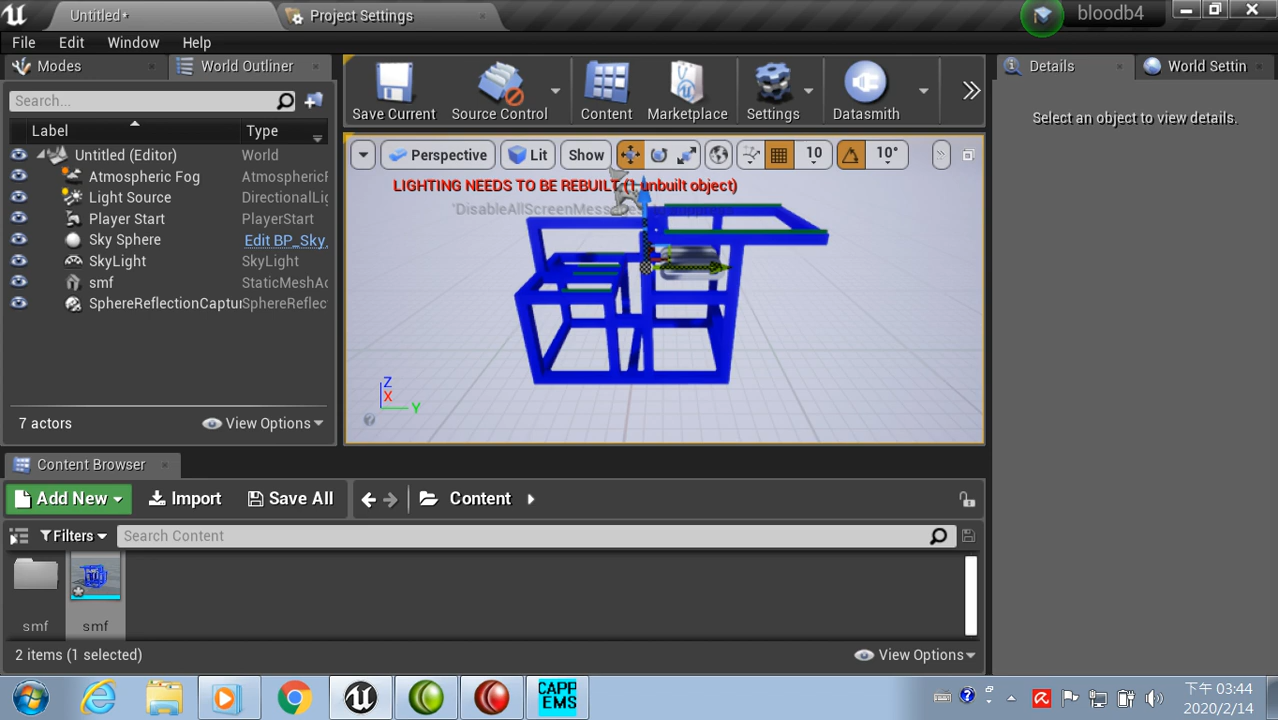 Untitled*
Project Settings
bloodb4
File Edit Window Help
Modes
World Outliner
Search...
Label Type
Untitled (Editor) World
Atmospheric Fog AtmosphericF
Light Source DirectionalLig
Player Start PlayerStart
Sky Sphere Edit BP_Sky_
SkyLight SkyLight
smf StaticMeshAc
SphereReflectionCaptur SphereReflec
7 actors
View Options
Save Current
Source Control
Content
Marketplace
Settings
Datasmith
Perspective
Lit
Show
10
10°
LIGHTING NEEDS TO BE REBUILT (1 unbuilt object)
Z
X
Y
Details
World Settin
Select an object to view details.
Content Browser
Add New
Import
Save All
Content
Filters
Search Content
smf
smf
2 items (1 selected)
View Options
CAPP
EMS
下午 03:44
2020/2/14